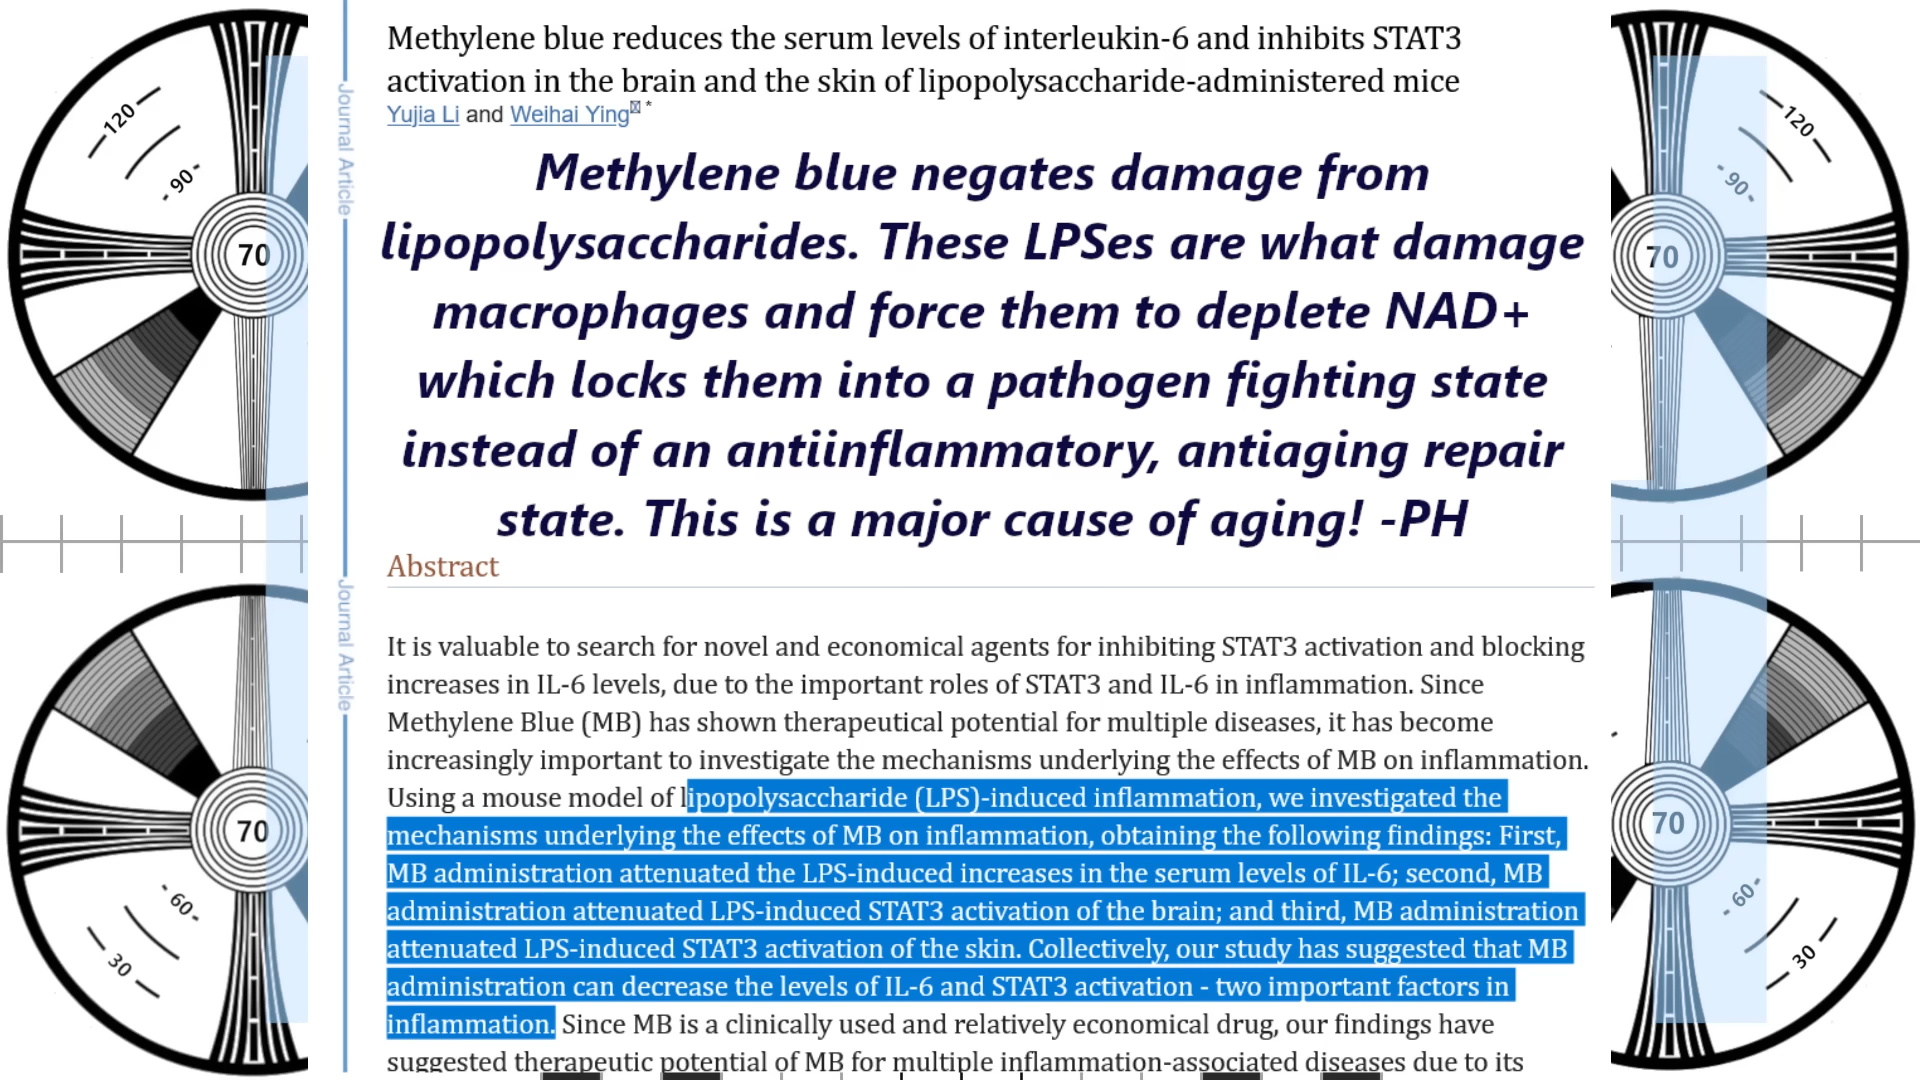 Methylene blue reduces the serum levels of interleukin-6 and inhibits STAT3
activation in the brain and the skin of lipopolysaccharide-administered mice
Yujia Li and Weihai Ying *
Methylene blue negates damage from
lipopolysaccharides. These LPSes are what damage
macrophages and force them to deplete NAD+
which locks them into a pathogen fighting state
instead of an antiinflammatory, antiaging repair
state. This is a major cause of aging! -PH
Abstract
It is valuable to search for novel and economical agents for inhibiting STAT3 activation and blocking
increases in IL-6 levels, due to the important roles of STAT3 and IL-6 in inflammation. Since
Methylene Blue (MB) has shown therapeutical potential for multiple diseases, it has become
increasingly important to investigate the mechanisms underlying the effects of MB on inflammation.
Using a mouse model of lipopolysaccharide (LPS)-induced inflammation, we investigated the
mechanisms underlying the effects of MB on inflammation, obtaining the following findings: First,
MB administration attenuated the LPS-induced increases in the serum levels of IL-6; second, MB
administration attenuated LPS-induced STAT3 activation of the brain; and third, MB administration
attenuated LPS-induced STAT3 activation of the skin. Collectively, our study has suggested that MB
administration can decrease the levels of IL-6 and STAT3 activation - two important factors in
inflammation. Since MB is a clinically used and relatively economical drug, our findings have
suggested therapeutic potential of MB for multiple inflammation-associated diseases due to its
Journal Article
Journal Article
120
- 90 -
70
70
- 60 -
30
120
- 90 -
70
70
- 60 -
30